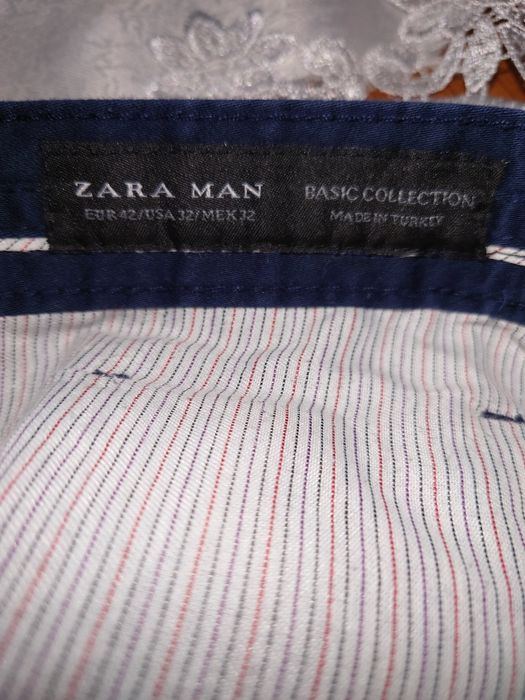 ZARA MAN
EUR 42/USA 32/MEX 32
BASIC COLLECTION
MADE IN TURKEY